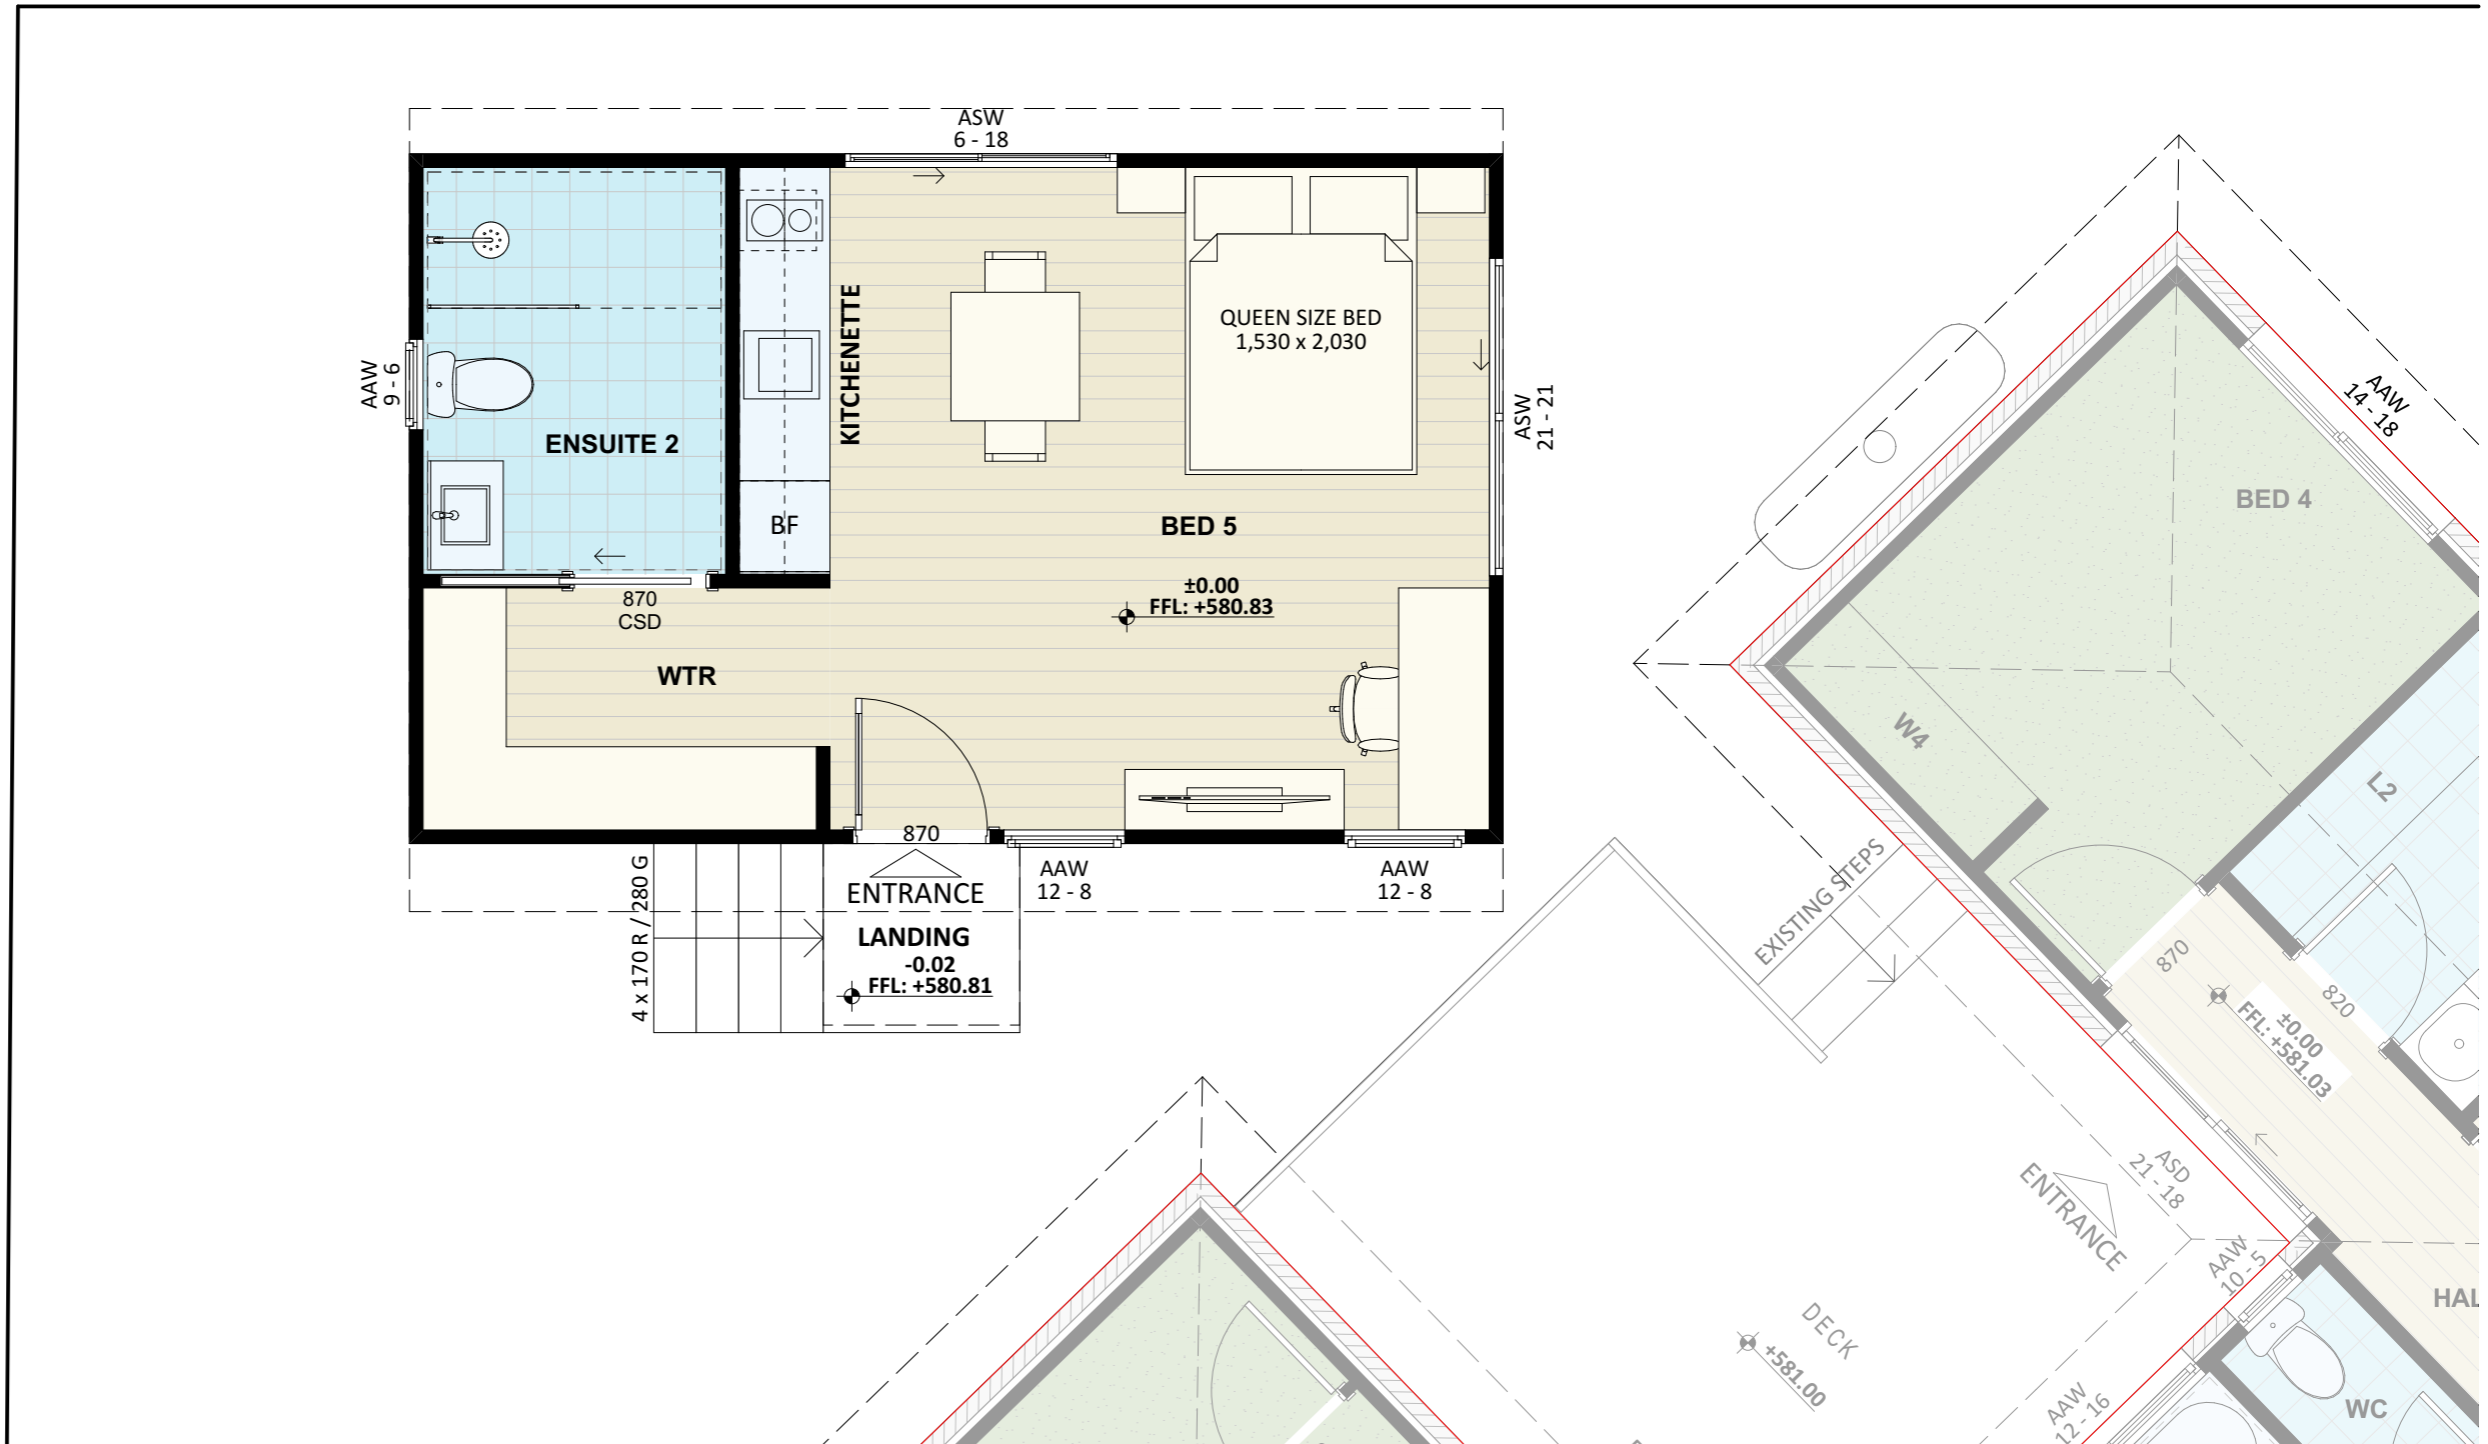 ASW
6 - 18
AAW
9 - 6
ENSUITE 2
KITCHENETTE
BF
QUEEN SIZE BED
1,530 x 2,030
ASW
21 - 21
BED 5
±0.00
FFL: +580.83
870
CSD
WTR
870
ENTRANCE
AAW
12 - 8
AAW
12 - 8
4 x 170 R / 280 G
LANDING
-0.02
FFL: +580.81
AAW
14 - 18
BED 4
W4
L2
EXISTING STEPS
870
820
±0.00
FFL: +581.03
ASD
21 - 18
ENTRANCE
AAW
10 - 5
HAL
DECK
+581.00
AAW
12 - 16
WC